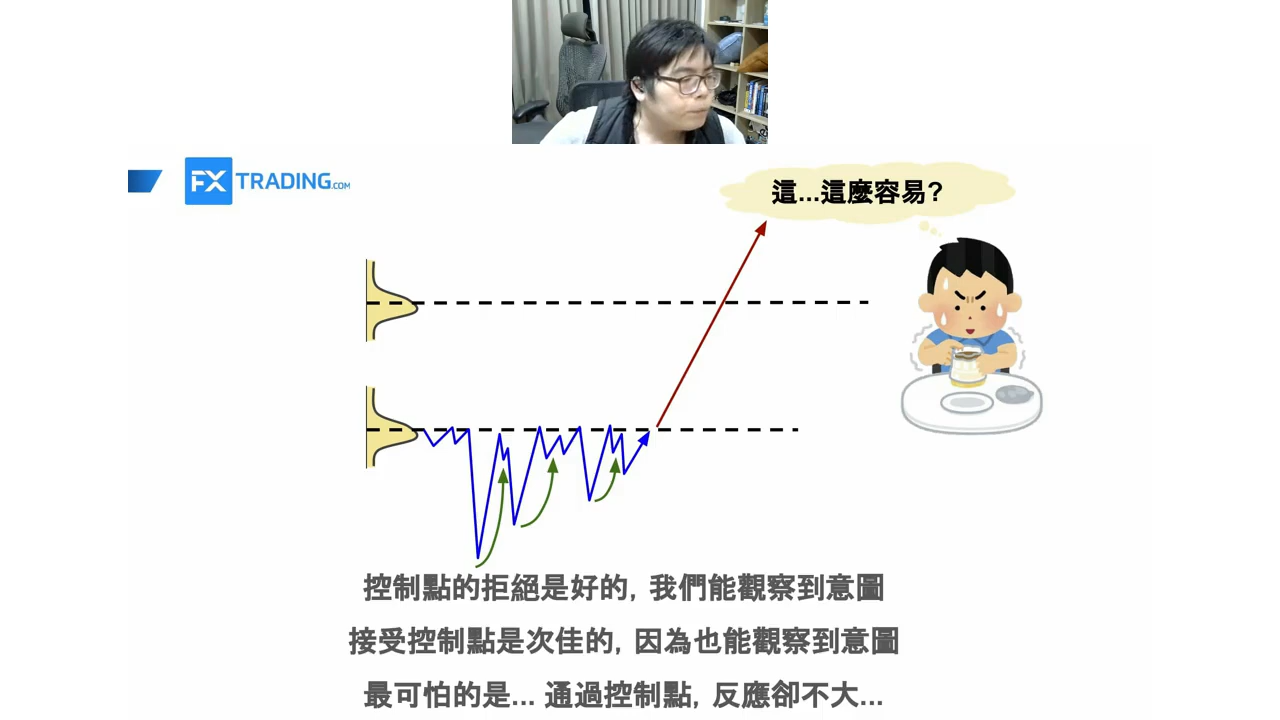 FX TRADING.COM
這...這麼容易?
控制點的拒絕是好的, 我們能觀察到意圖
接受控制點是次佳的, 因為也能觀察到意圖
最可怕的是... 通過控制點, 反應卻不大...